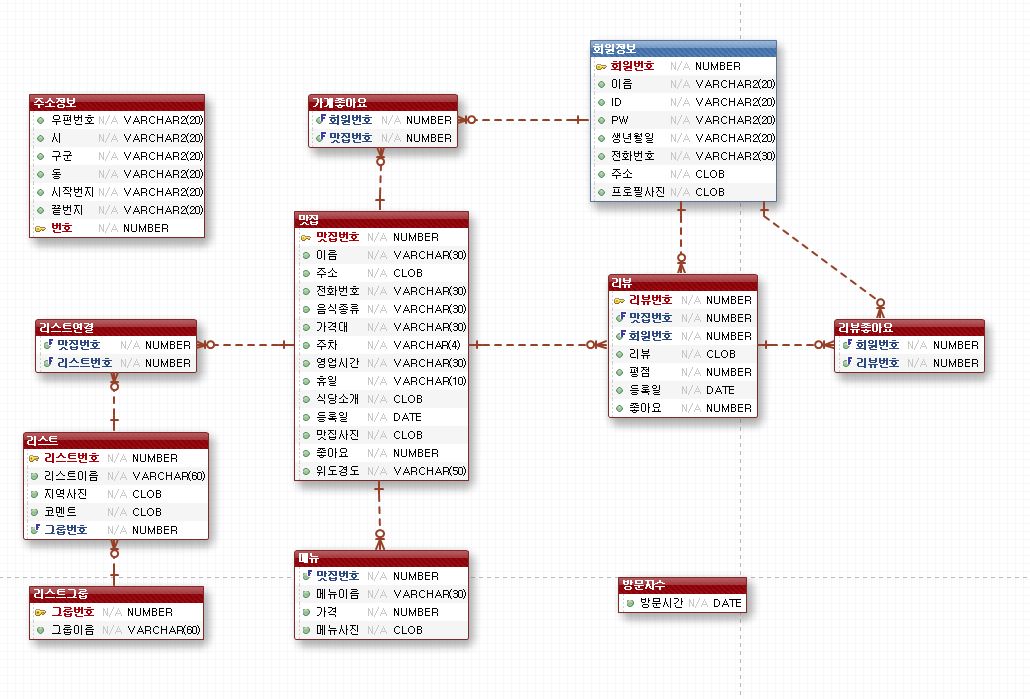 주소정보
우편번호 N/A VARCHAR2(20)
시 N/A VARCHAR2(20)
구군 N/A VARCHAR2(20)
동 N/A VARCHAR2(20)
시작번지 N/A VARCHAR2(20)
끝번지 N/A VARCHAR2(20)
번호 N/A NUMBER
가게좋아요
회원번호 N/A NUMBER
맛집번호 N/A NUMBER
회원정보
회원번호 N/A NUMBER
이름 N/A VARCHAR2(20)
ID N/A VARCHAR2(20)
PW N/A VARCHAR2(20)
생년월일 N/A VARCHAR2(20)
전화번호 N/A VARCHAR2(30)
주소 N/A CLOB
프로필사진 N/A CLOB
맛집
맛집번호 N/A NUMBER
이름 N/A VARCHAR(30)
주소 N/A CLOB
전화번호 N/A VARCHAR(30)
음식종류 N/A VARCHAR(30)
가격대 N/A VARCHAR(30)
주차 N/A VARCHAR(4)
영업시간 N/A VARCHAR(30)
휴일 N/A VARCHAR(10)
식당소개 N/A CLOB
등록일 N/A DATE
맛집사진 N/A CLOB
좋아요 N/A NUMBER
위도경도 N/A VARCHAR(50)
리뷰
리뷰번호 N/A NUMBER
맛집번호 N/A NUMBER
회원번호 N/A NUMBER
리뷰 N/A CLOB
평점 N/A NUMBER
등록일 N/A DATE
좋아요 N/A NUMBER
리뷰좋아요
회원번호 N/A NUMBER
리뷰번호 N/A NUMBER
리스트연결
맛집번호 N/A NUMBER
리스트번호 N/A NUMBER
리스트
리스트번호 N/A NUMBER
리스트이름 N/A VARCHAR(60)
지역사진 N/A CLOB
코멘트 N/A CLOB
그룹번호 N/A NUMBER
리스트그룹
그룹번호 N/A NUMBER
그룹이름 N/A VARCHAR(60)
메뉴
맛집번호 N/A NUMBER
메뉴이름 N/A VARCHAR(30)
가격 N/A NUMBER
메뉴사진 N/A CLOB
방문자수
방문시간 N/A DATE